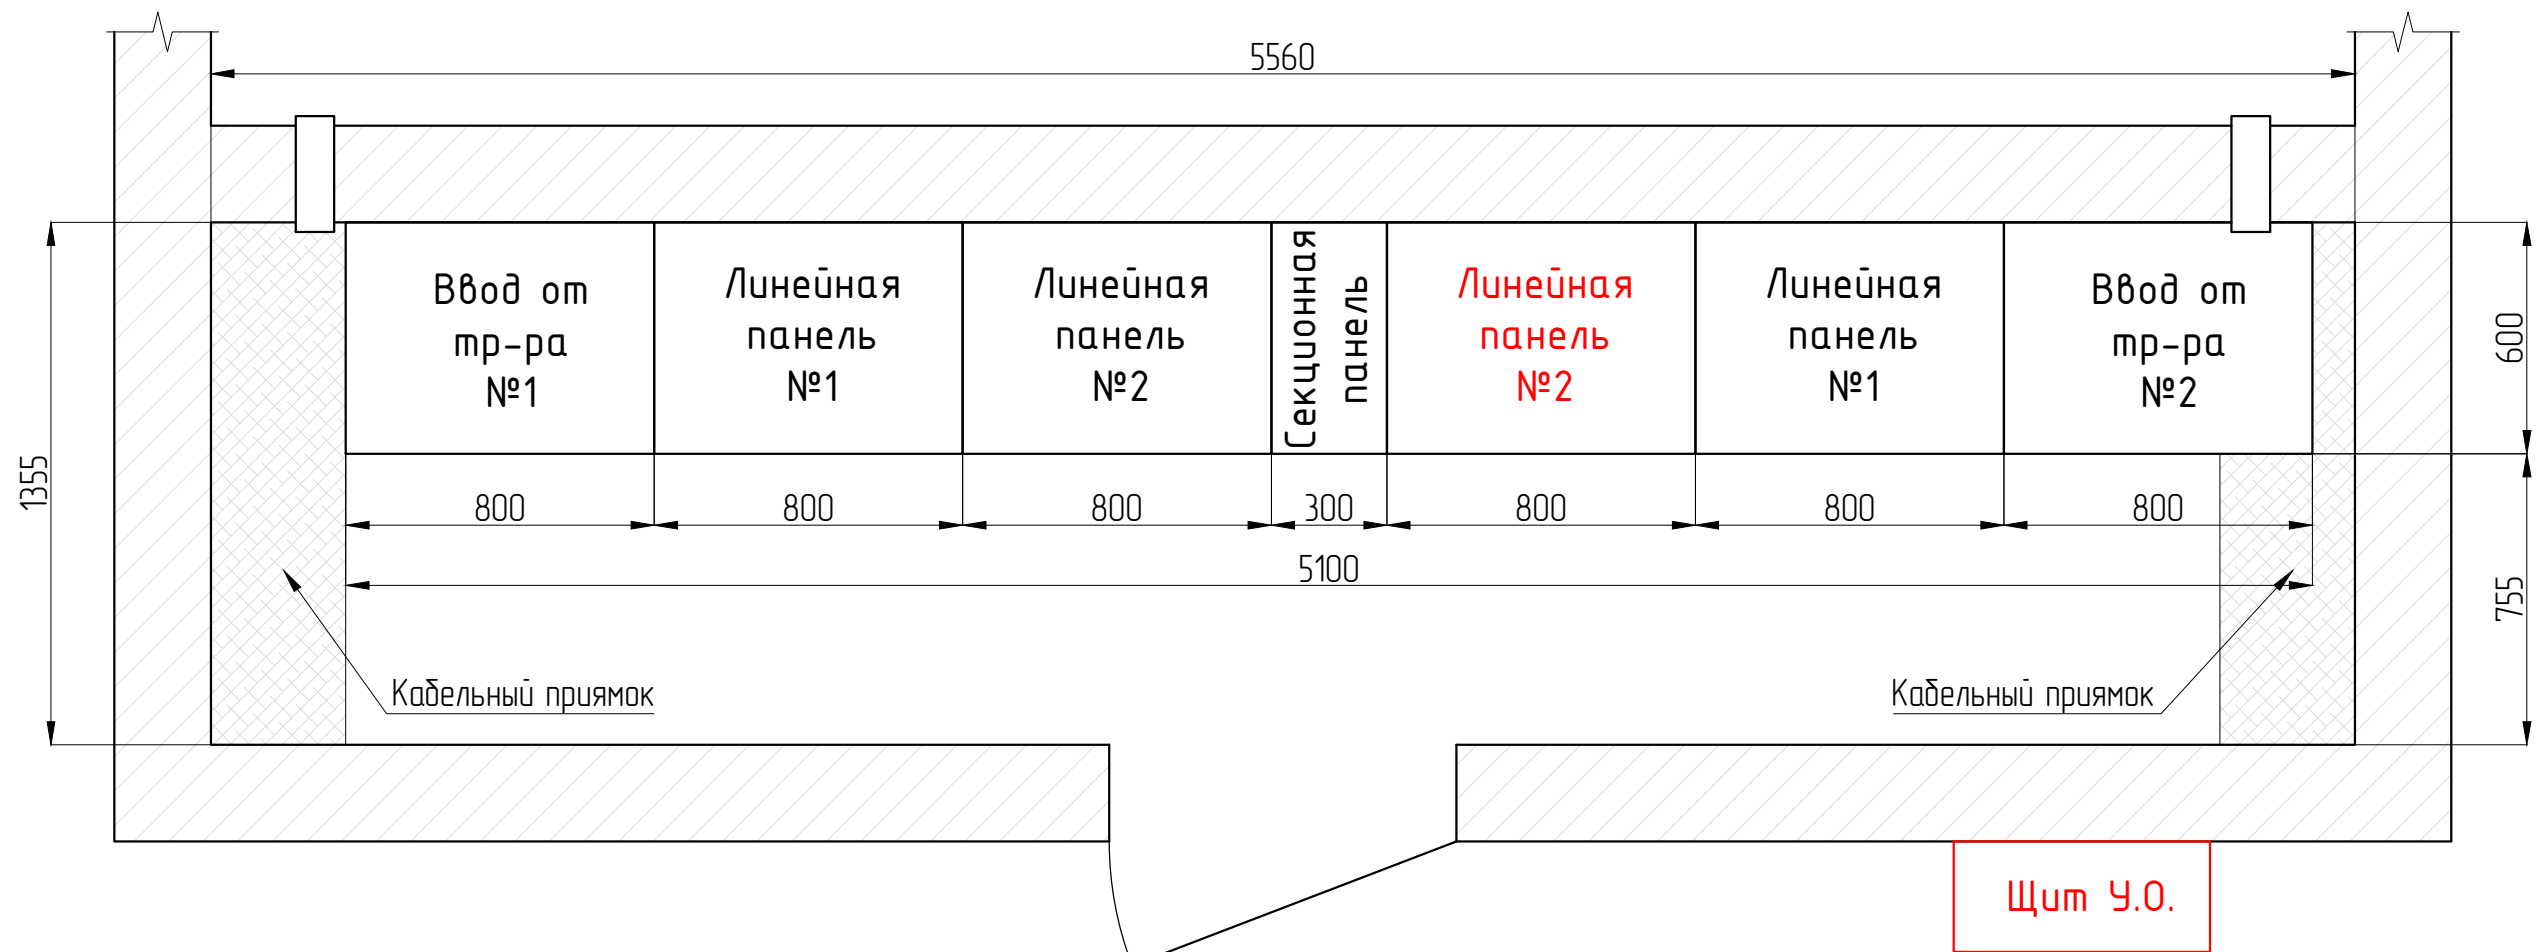 5560
Ввод от
тр-ра
№1
Линейная
панель
№1
Линейная
панель
№2
Секционная
панель
Линейная
панель
№2
Линейная
панель
№1
Ввод от
тр-ра
№2
600
1355
800
800
800
300
800
800
800
5100
755
Кабельный приямок
Кабельный приямок
Щит У.О.